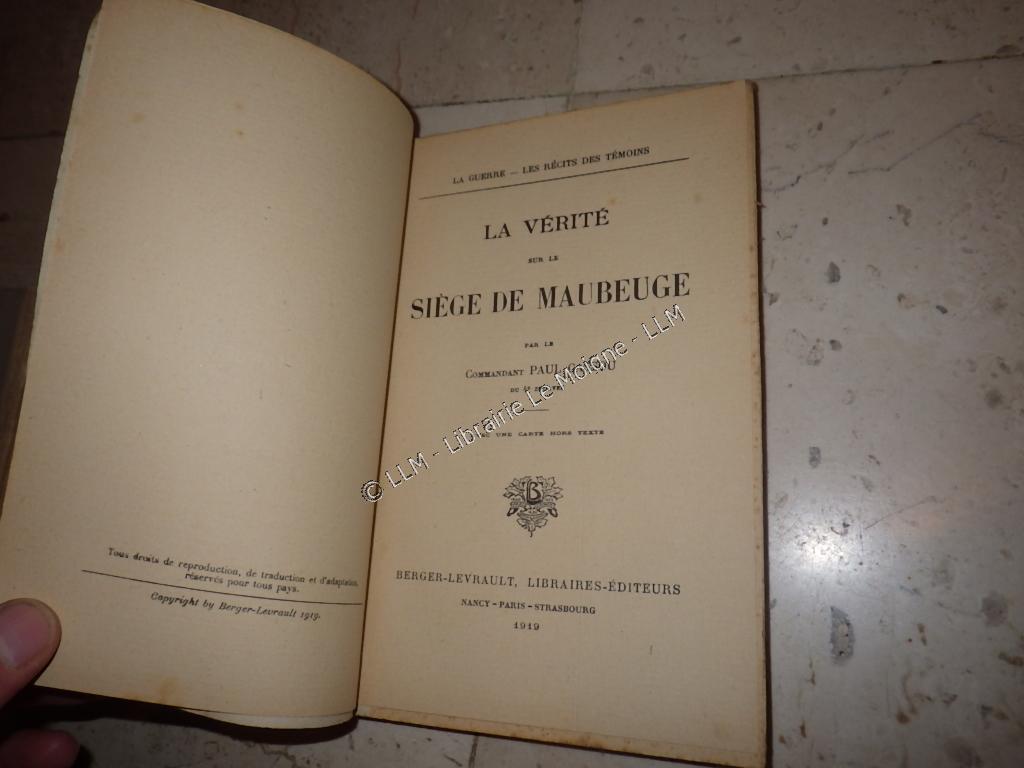 Tous droits de reproduction, de traduction et d'adaptation
réservés pour tous pays.
Copyright by Berger-Levrault 1919.
LA GUERRE — LES RÉCITS DES TÉMOINS
LA VÉRITÉ
SUR LE
SIÈGE DE MAUBEUGE
PAR LE
COMMANDANT PAUL
DU 4e
UNE CARTE HORS TEXTE
B
BERGER-LEVRAULT, LIBRAIRES-ÉDITEURS
NANCY – PARIS – STRASBOURG
1919
© LLM - Librairie Le Moigne - LLM